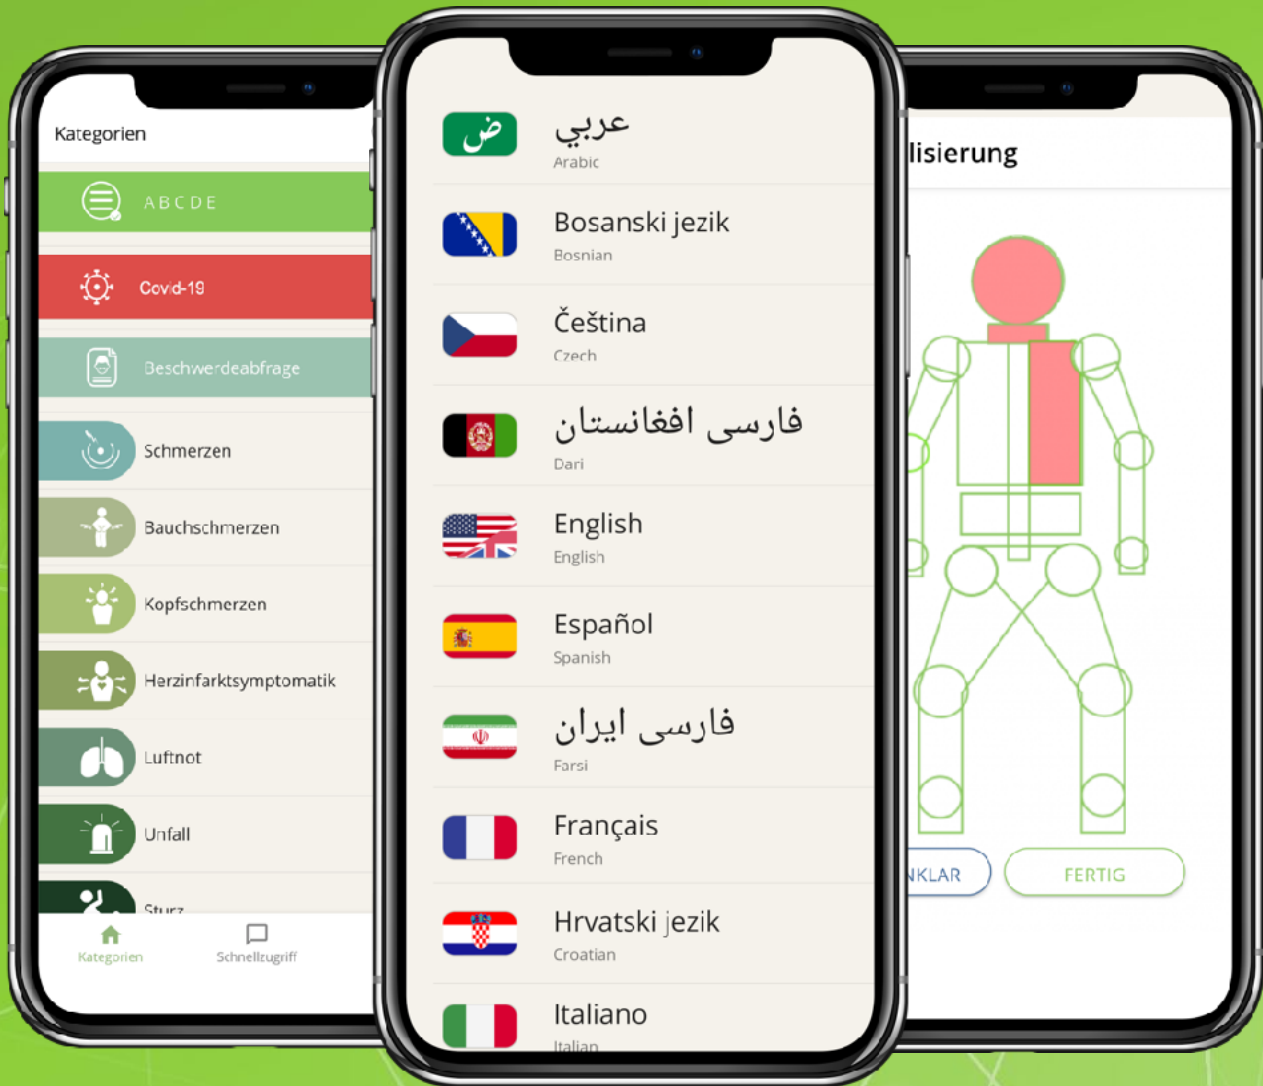 Kategorien
ABCDE
Covid-19
Beschwerdeabfrage
Schmerzen
Bauchschmerzen
Kopfschmerzen
Herzinfarktsymptomatik
Luftnot
Unfall
Sturz
Kategorien
Schnellzugriff
ض
عربي
Arabic
Bosanski jezik
Bosnian
Čeština
Czech
فارسی افغانستان
Dari
English
English
Español
Spanish
فارسی ایران
Farsi
Français
French
Hrvatski jezik
Croatian
Italiano
Italian
lisierung
NKLAR
FERTIG